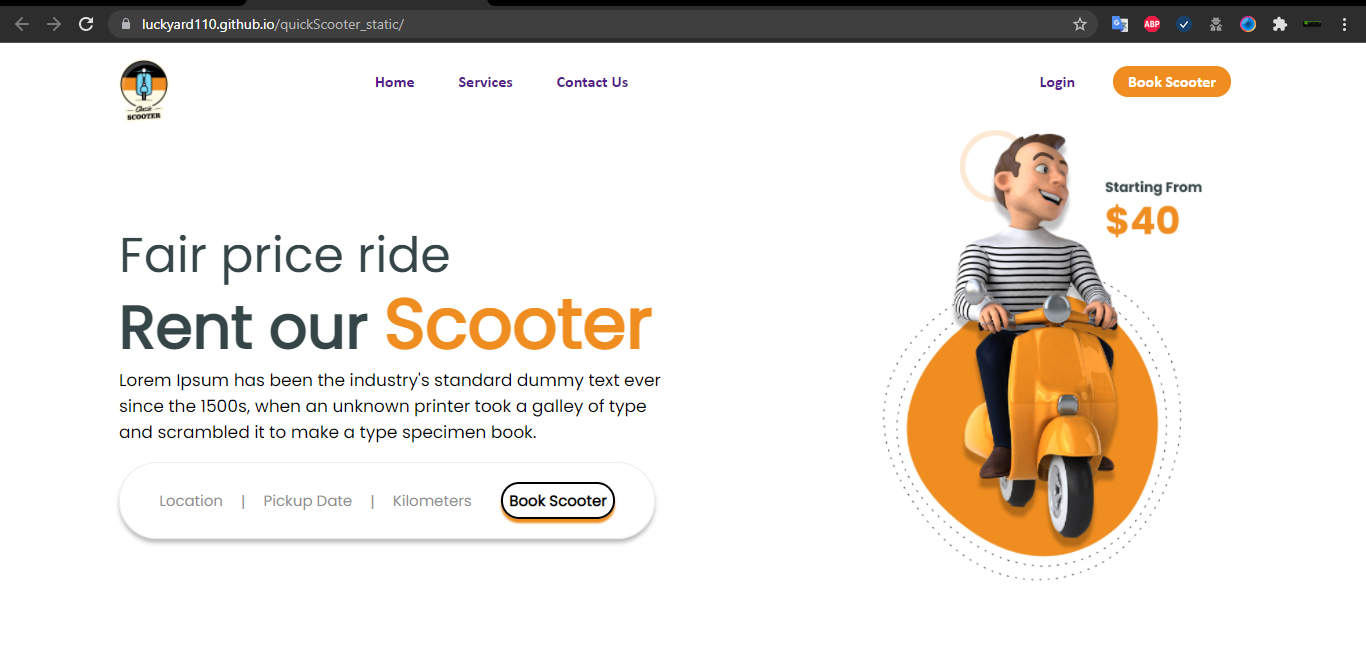 luckyard110.github.io/quickScooter_static/
ABP
Classic
SCOOTER
Home Services Contact Us Login Book Scooter
Starting From
$40
Fair price ride
Rent our Scooter
Lorem Ipsum has been the industry's standard dummy text ever
since the 1500s, when an unknown printer took a galley of type
and scrambled it to make a type specimen book.
Location | Pickup Date | Kilometers Book Scooter